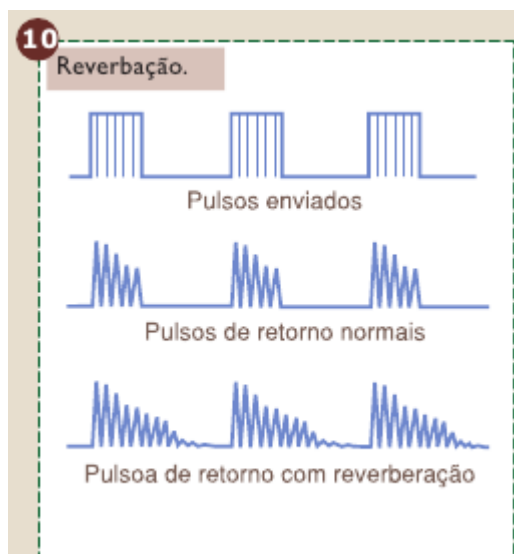 10
Reverbação.
Pulsos enviados
Pulsos de retorno normais
Pulsoa de retorno com reverberação